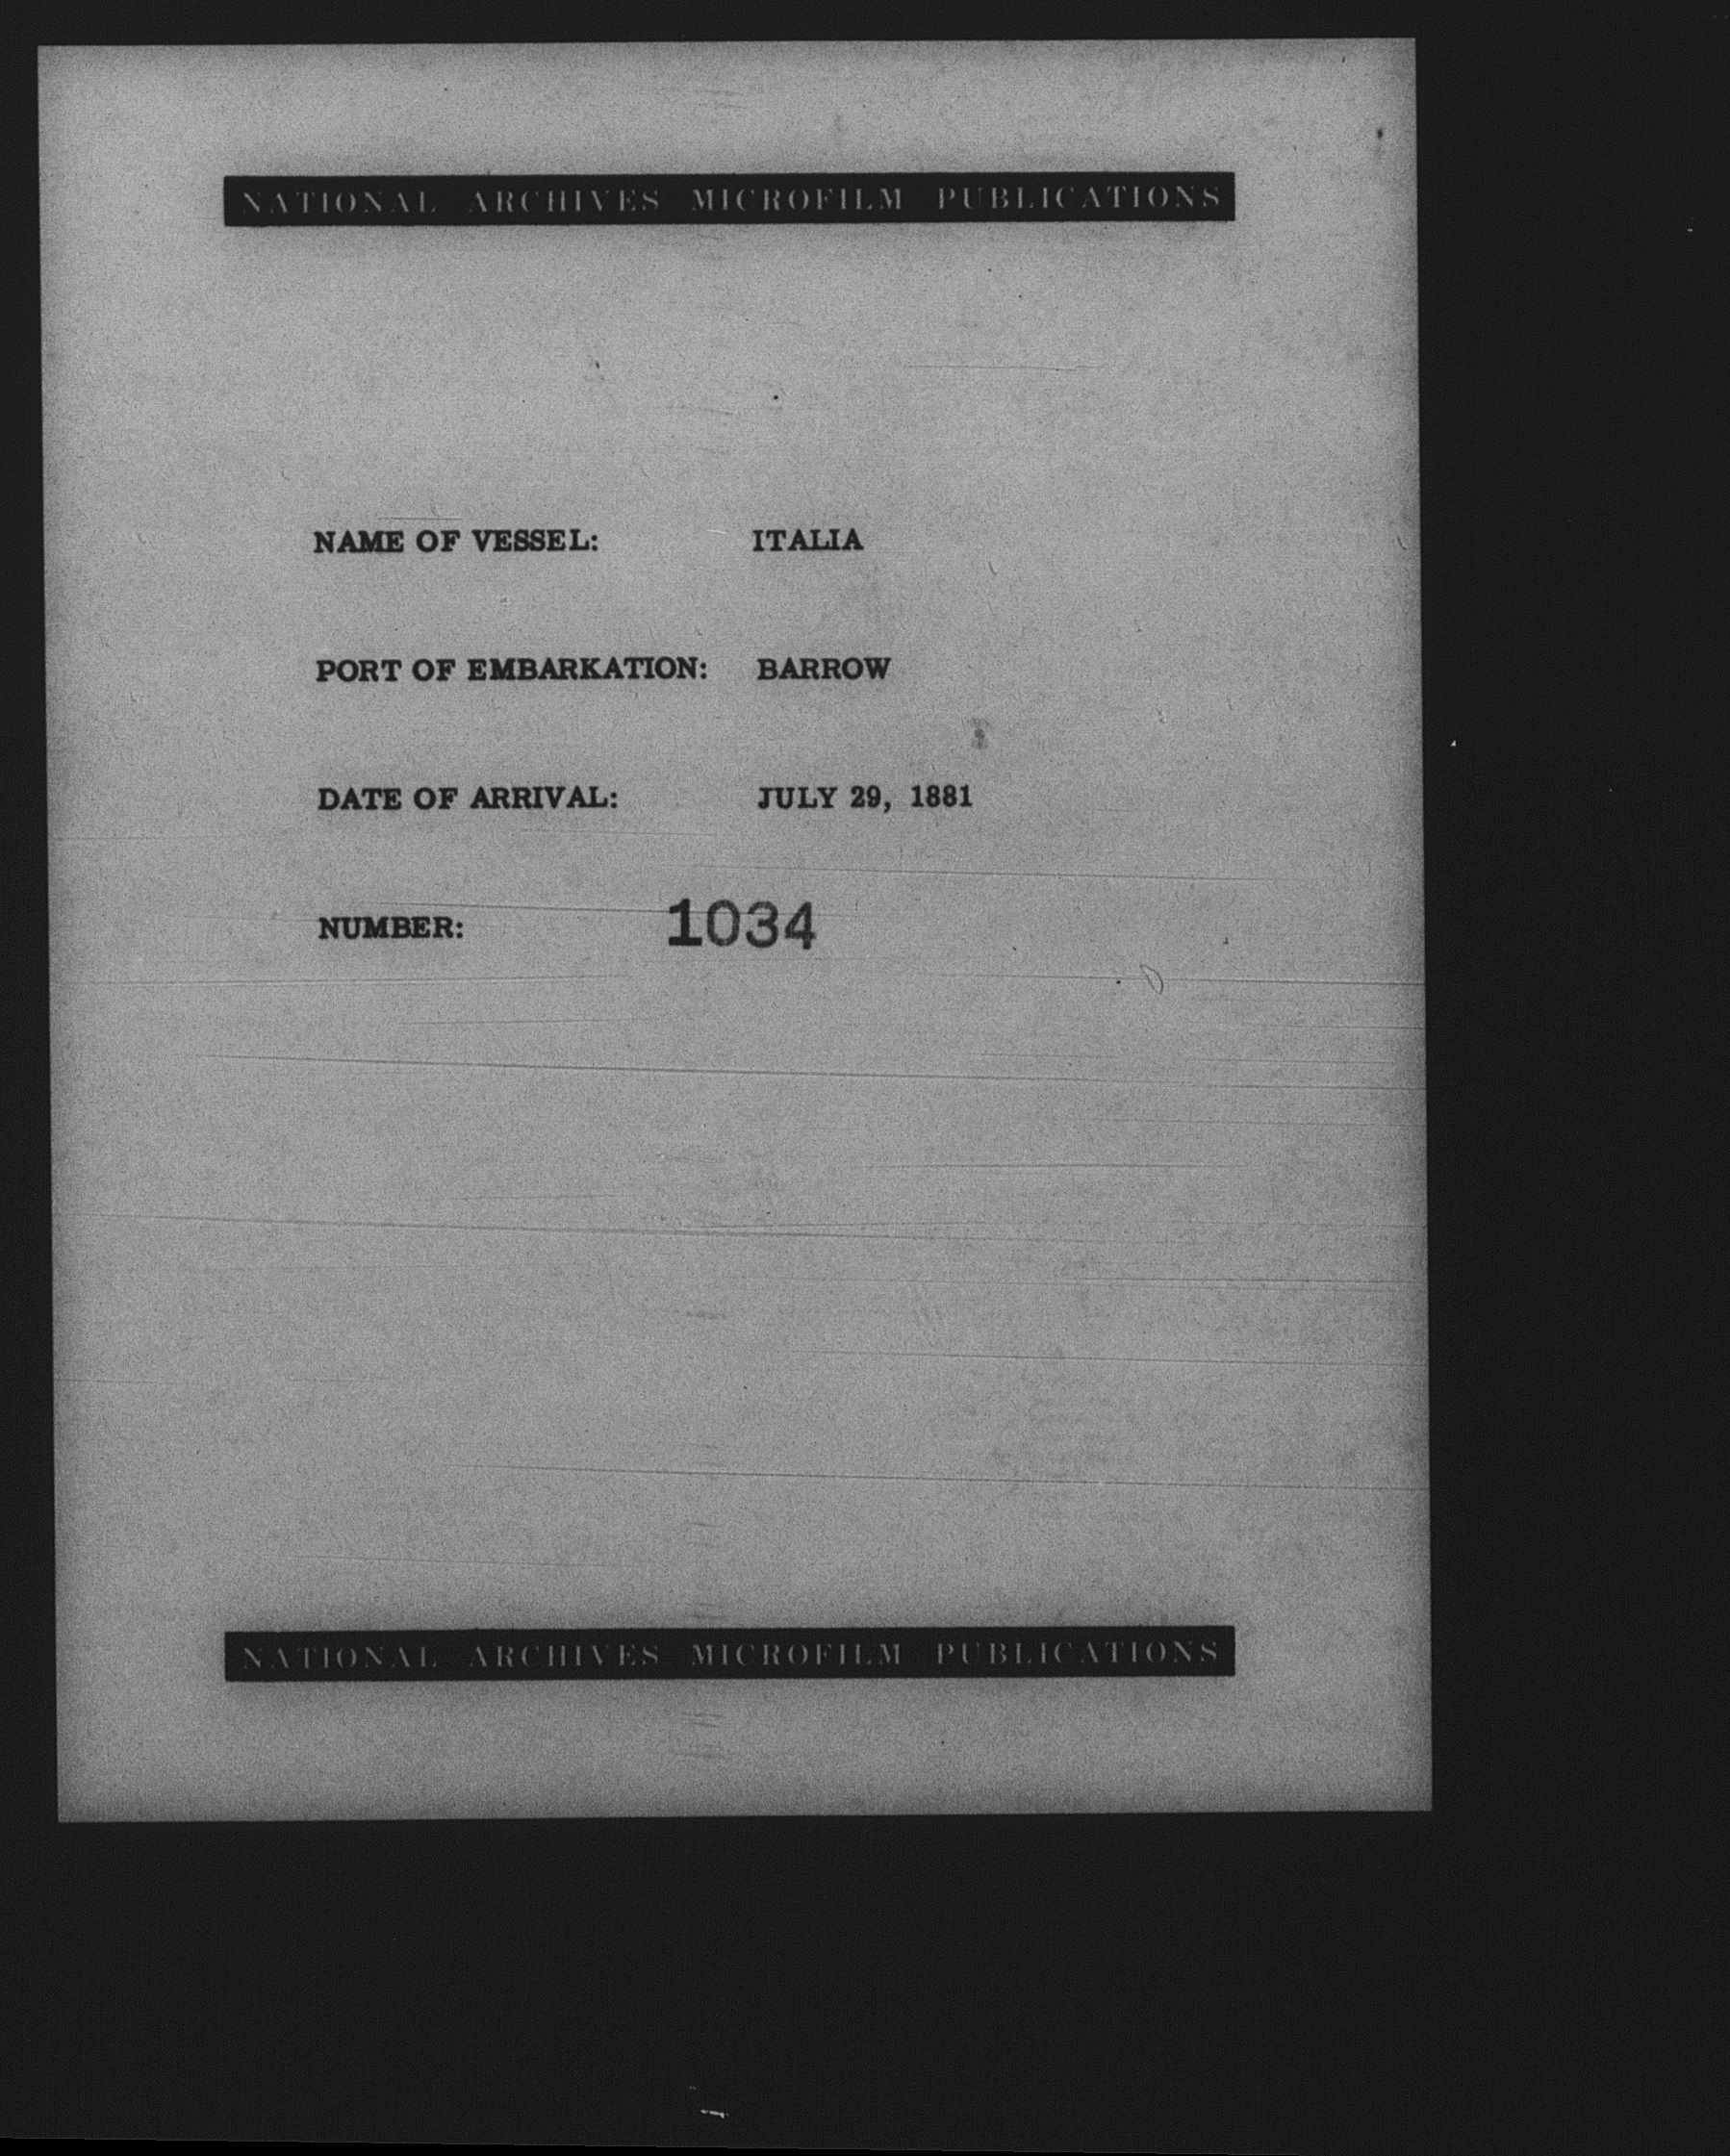 NATIONAL ARCHIVES MICROFILM PUBLICATIONS
NAME OF VESSEL: ITALIA
PORT OF EMBARKATION: BARROW
DATE OF ARRIVAL: JULY 29, 1881
NUMBER: 1034
NATIONAL ARCHIVES MICROFILM PUBLICATIONS